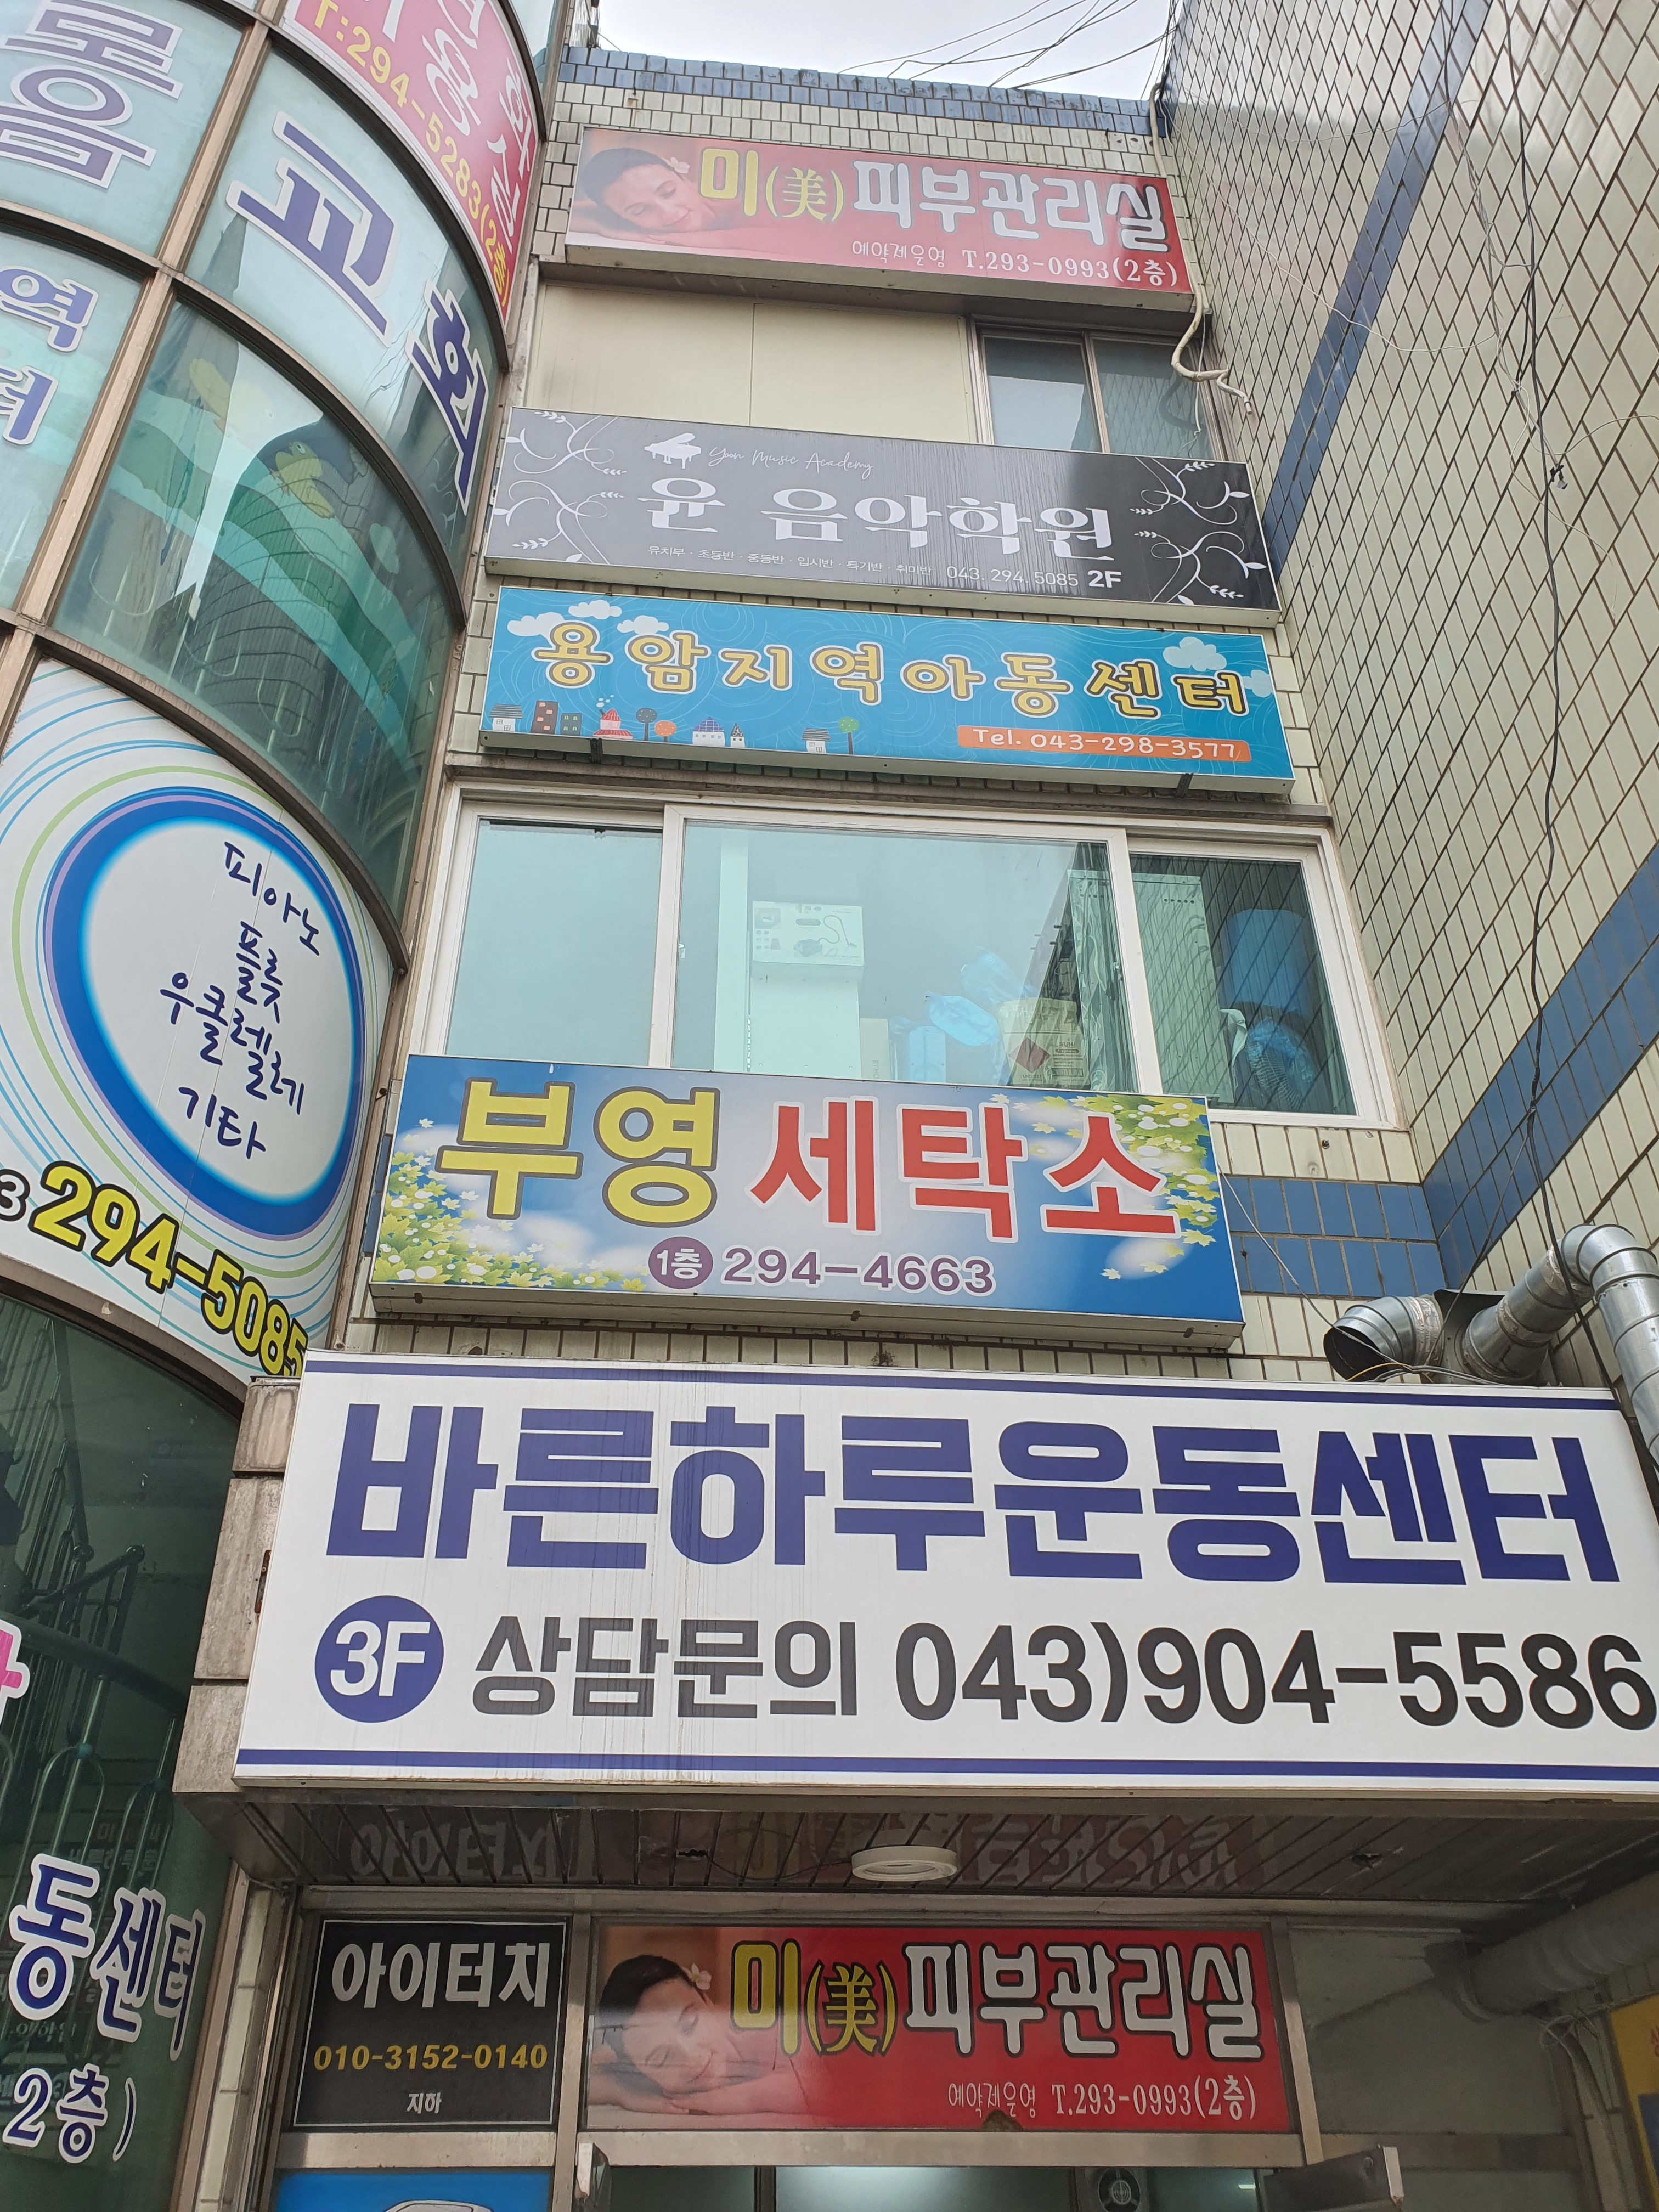 T:294-5283(2층)
교회
미(美)피부관리실
예약제운영 T.293-0993(2층)
Yoon Music Academy
윤 음악학원
유치부 · 초등반 · 중등반 · 입시반 · 특기반 · 취미반 043. 294. 5085 2F
용암지역아동센터
Tel. 043-298-3577
피아노
플룻
우쿨렐레
기타
3 294-5085
부영세탁소
1층 294-4663
바른하루운동센터
3F 상담문의 043)904-5586
동센터
2층)
아이터치
010-3152-0140
지하
미(美)피부관리실
예약제운영 T.293-0993(2층)